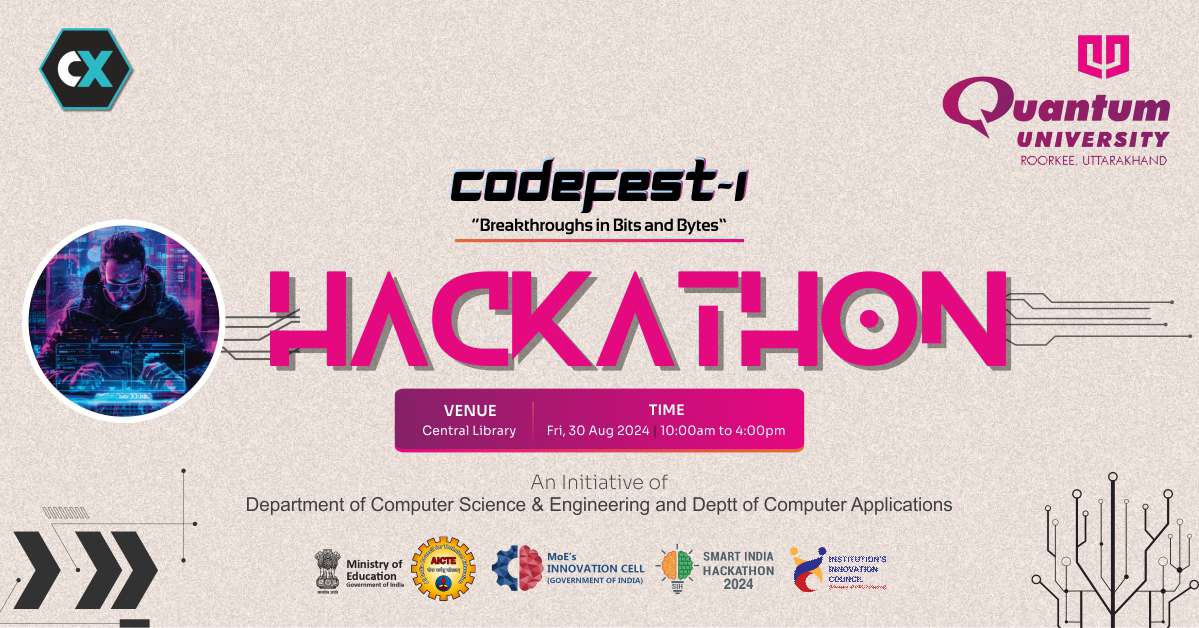 CX
Quantum
UNIVERSITY
ROORKEE, UTTARAKHAND
codefest-1
"Breakthroughs in Bits and Bytes"
HACKATHON
VENUE
Central Library
TIME
Fri, 30 Aug 2024 | 10:00am to 4:00pm
An Initiative of
Department of Computer Science & Engineering and Deptt of Computer Applications
Ministry of
Education
Government of India
AICTE
MoE's
INNOVATION CELL
(GOVERNMENT OF INDIA)
SIH
SMART INDIA
HACKATHON
2024
INSTITUTION'S
INNOVATION
COUNCIL